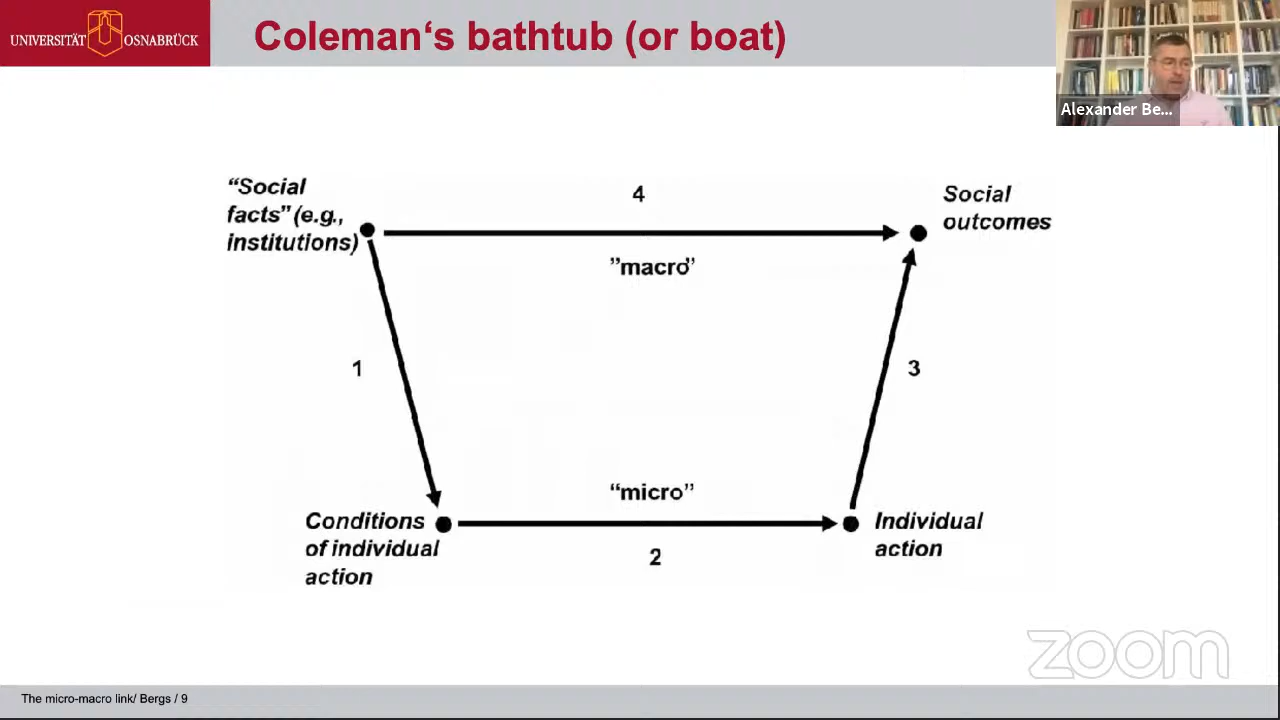 UNIVERSITÄT OSNABRÜCK
Coleman‘s bathtub (or boat)
Alexander Be...
“Social
facts” (e.g.,
institutions)
4
Social
outcomes
”macro”
1
3
“micro”
Conditions
of individual
action
2
Individual
action
zoom
The micro-macro link/ Bergs / 9